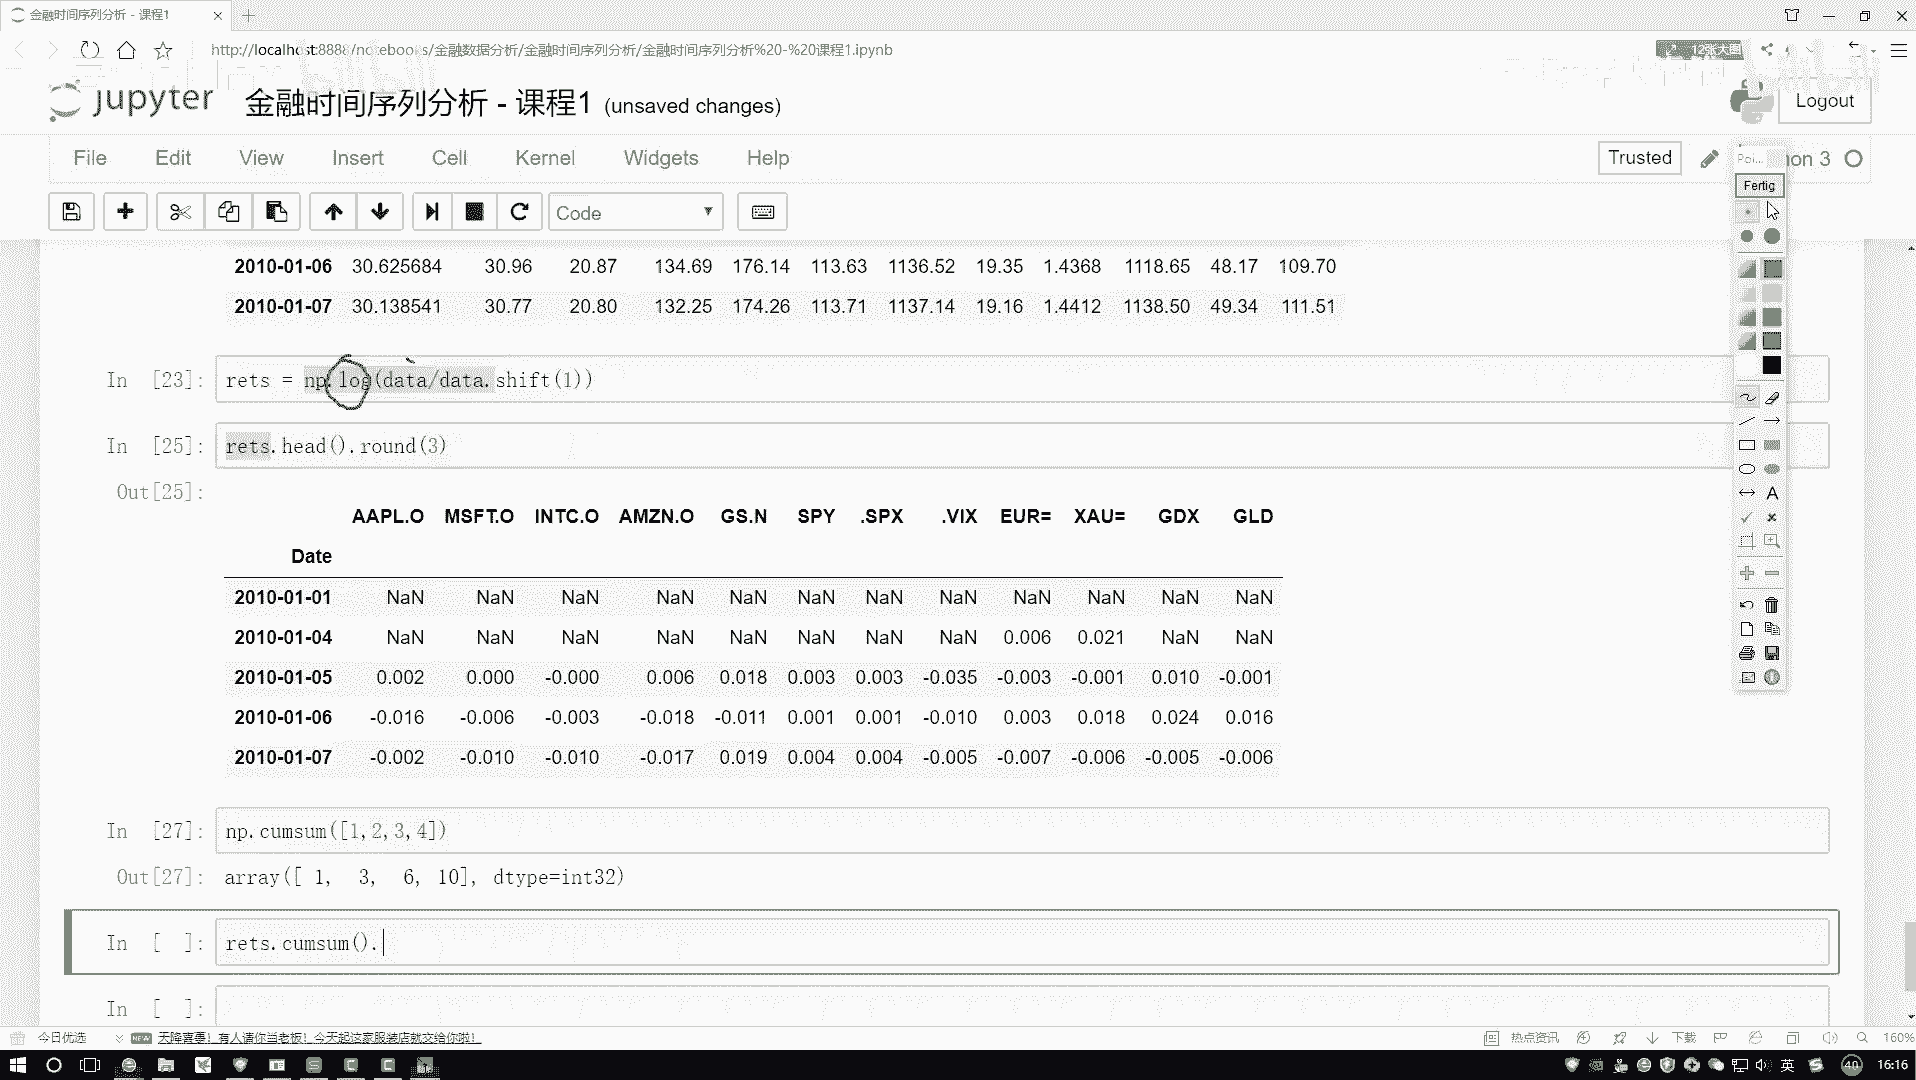 金融时间序列分析 - 课程1
http://localhost:8888/notebooks/金融数据分析/金融时间序列分析/金融时间序列分析%20-%20课程1.ipynb
12张大图
jupyter 金融时间序列分析 - 课程1 (unsaved changes)
Logout
File Edit View Insert Cell Kernel Widgets Help
Trusted
Fertig
Code
2010-01-06 30.625684 30.96 20.87 134.69 176.14 113.63 1136.52 19.35 1.4368 1118.65 48.17 109.70
2010-01-07 30.138541 30.77 20.80 132.25 174.26 113.71 1137.14 19.16 1.4412 1138.50 49.34 111.51
In [23]: rets = np.log(data/data.shift(1))
In [25]: rets.head().round(3)
Out[25]:
AAPL.O MSFT.O INTC.O AMZN.O GS.N SPY .SPX .VIX EUR= XAU= GDX GLD
Date
2010-01-01 NaN NaN NaN NaN NaN NaN NaN NaN NaN NaN NaN NaN
2010-01-04 NaN NaN NaN NaN NaN NaN NaN NaN 0.006 0.021 NaN NaN
2010-01-05 0.002 0.000 -0.000 0.006 0.018 0.003 0.003 -0.035 -0.003 -0.001 0.010 -0.001
2010-01-06 -0.016 -0.006 -0.003 -0.018 -0.011 0.001 0.001 -0.010 0.003 0.018 0.024 0.016
2010-01-07 -0.002 -0.010 -0.010 -0.017 0.019 0.004 0.004 -0.005 -0.007 -0.006 -0.005 -0.006
In [27]: np.cumsum([1,2,3,4])
Out[27]: array([ 1, 3, 6, 10], dtype=int32)
In [ ]: rets.cumsum().
In [ ]:
今日优选 NEW 天降喜事！有人请你当老板！今天起这家服装店就交给你啦！
热点资讯 下载 160%
英 40 16:16